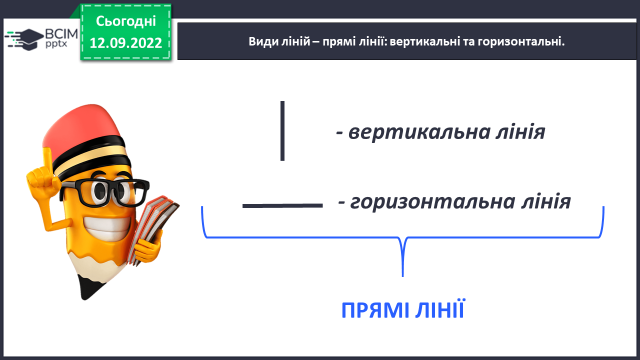 ВСІМ
pptx
Сьогодні
12.09.2022
Види ліній – прямі лінії: вертикальні та горизонтальні.
- вертикальна лінія
- горизонтальна лінія
ПРЯМІ ЛІНІЇ